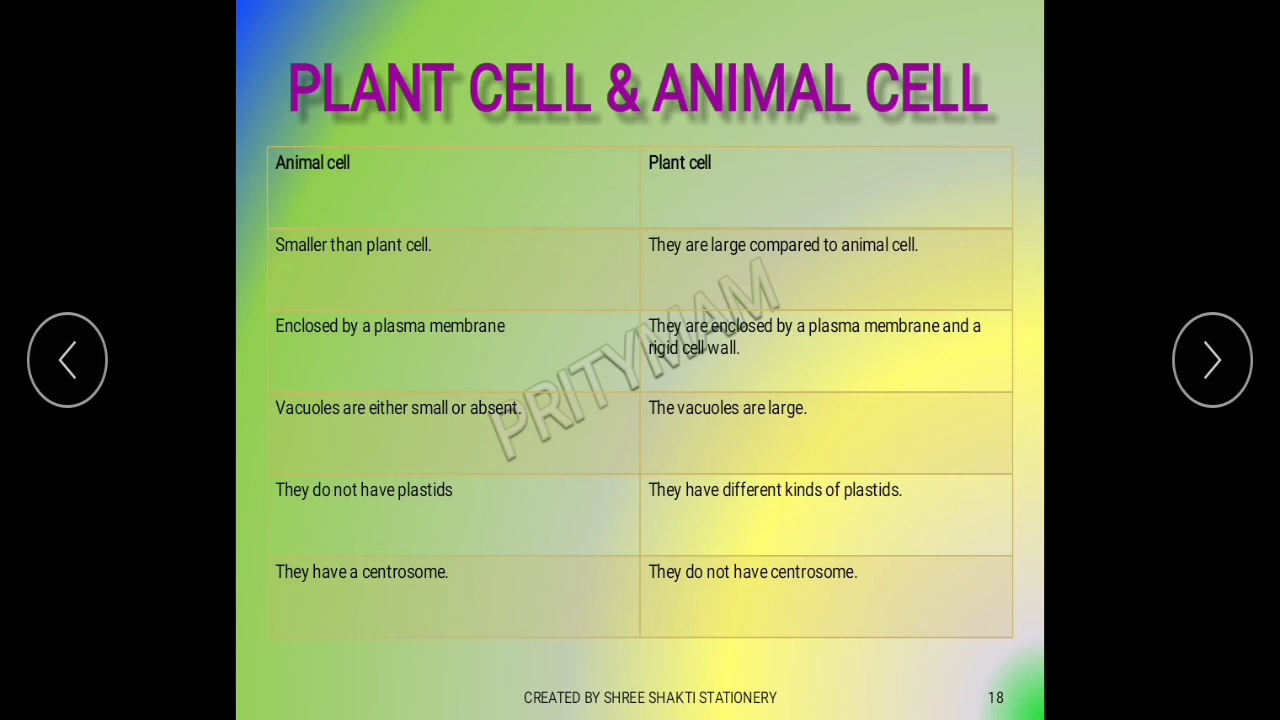 PLANT CELL & ANIMAL CELL
Animal cell
Plant cell
Smaller than plant cell.
They are large compared to animal cell.
Enclosed by a plasma membrane
They are enclosed by a plasma membrane and a
rigid cell wall.
Vacuoles are either small or absent.
The vacuoles are large.
They do not have plastids
They have different kinds of plastids.
They have a centrosome.
They do not have centrosome.
PRITYMAM
CREATED BY SHREE SHAKTI STATIONERY
18